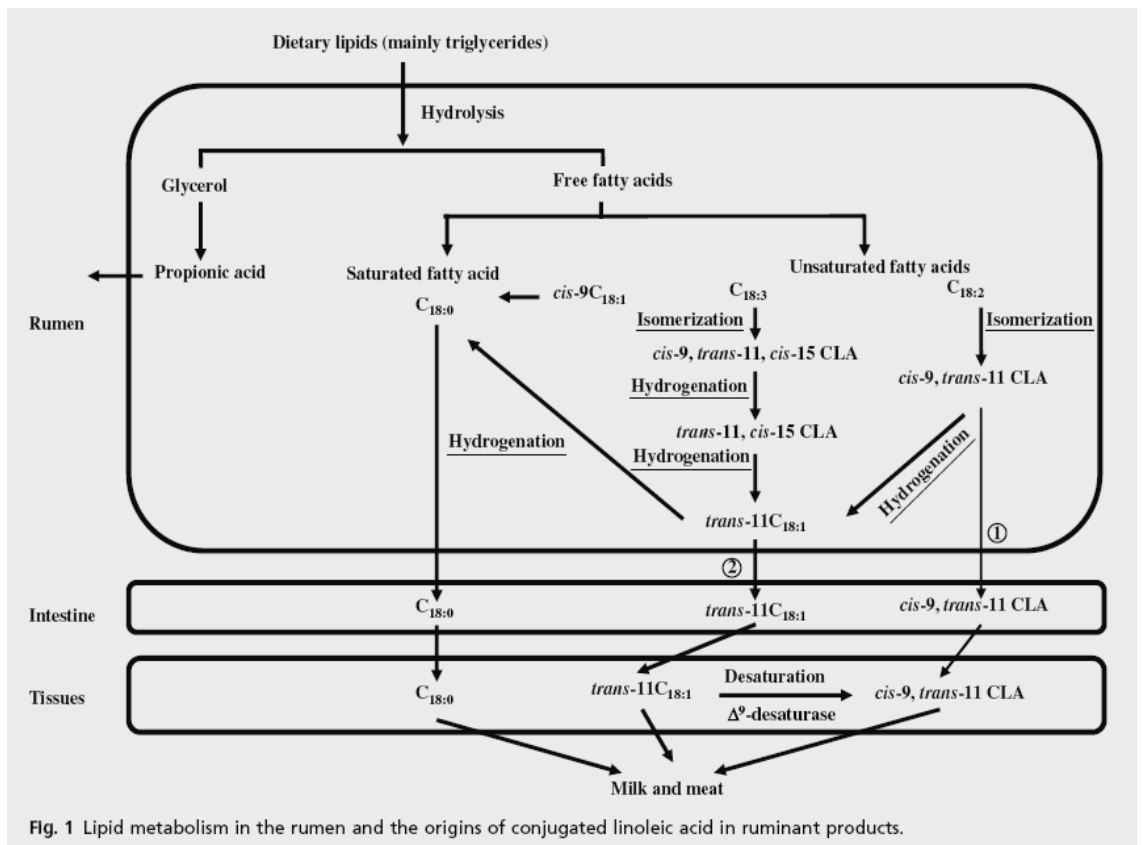 Dietary lipids (mainly triglycerides)
Hydrolysis
Glycerol
Free fatty acids
Propionic acid
Saturated fatty acid
Unsaturated fatty acids
C18:0
cis-9C18:1
C18:3
C18:2
Rumen
Isomerization
Isomerization
cis-9, trans-11, cis-15 CLA
cis-9, trans-11 CLA
Hydrogenation
trans-11, cis-15 CLA
Hydrogenation
Hydrogenation
Hydrogenation
trans-11C18:1
①
②
Intestine
C18:0
trans-11C18:1
cis-9, trans-11 CLA
Tissues
C18:0
trans-11C18:1
Desaturation
Δ9-desaturase
cis-9, trans-11 CLA
Milk and meat
Fig. 1 Lipid metabolism in the rumen and the origins of conjugated linoleic acid in ruminant products.